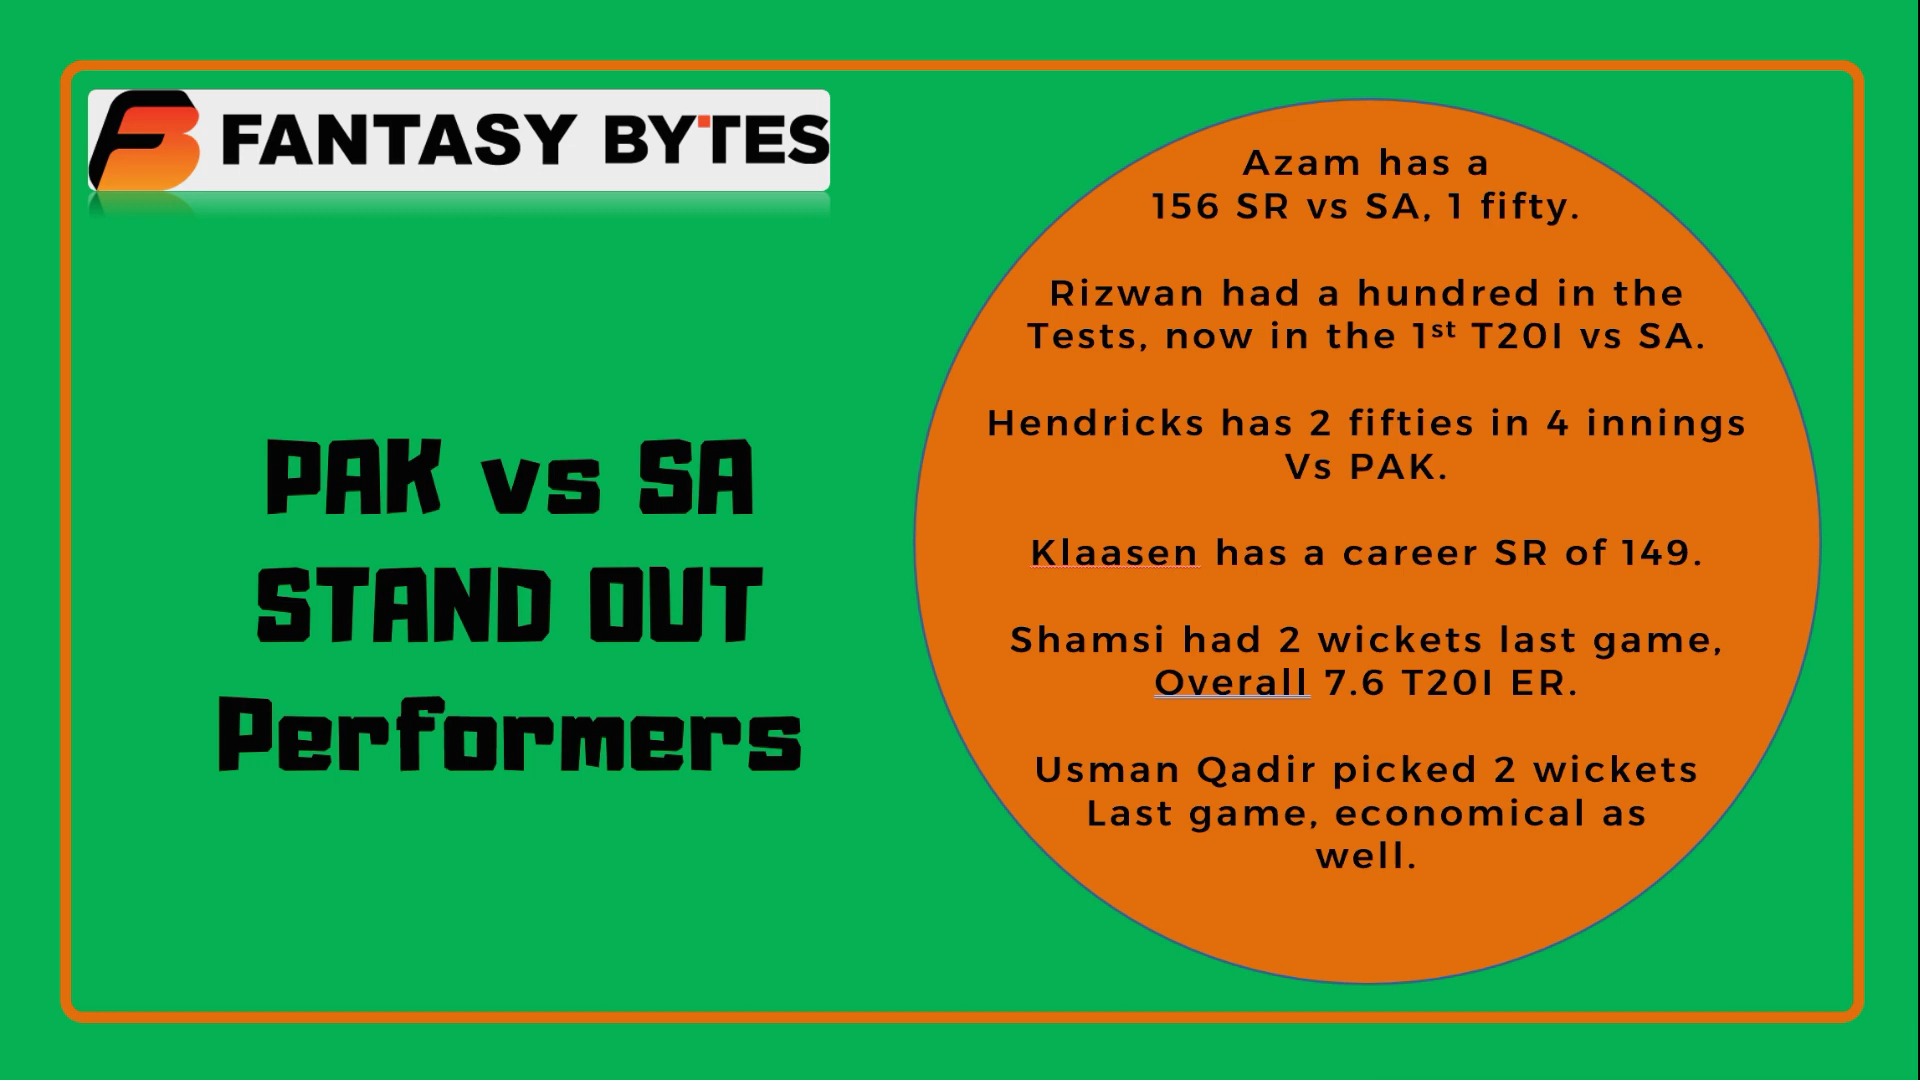 FANTASY BYTES
PAK vs SA
STAND OUT
Performers
Azam has a
156 SR vs SA, 1 fifty.
Rizwan had a hundred in the
Tests, now in the 1st T20I vs SA.
Hendricks has 2 fifties in 4 innings
Vs PAK.
Klaasen has a career SR of 149.
Shamsi had 2 wickets last game,
Overall 7.6 T20I ER.
Usman Qadir picked 2 wickets
Last game, economical as
well.